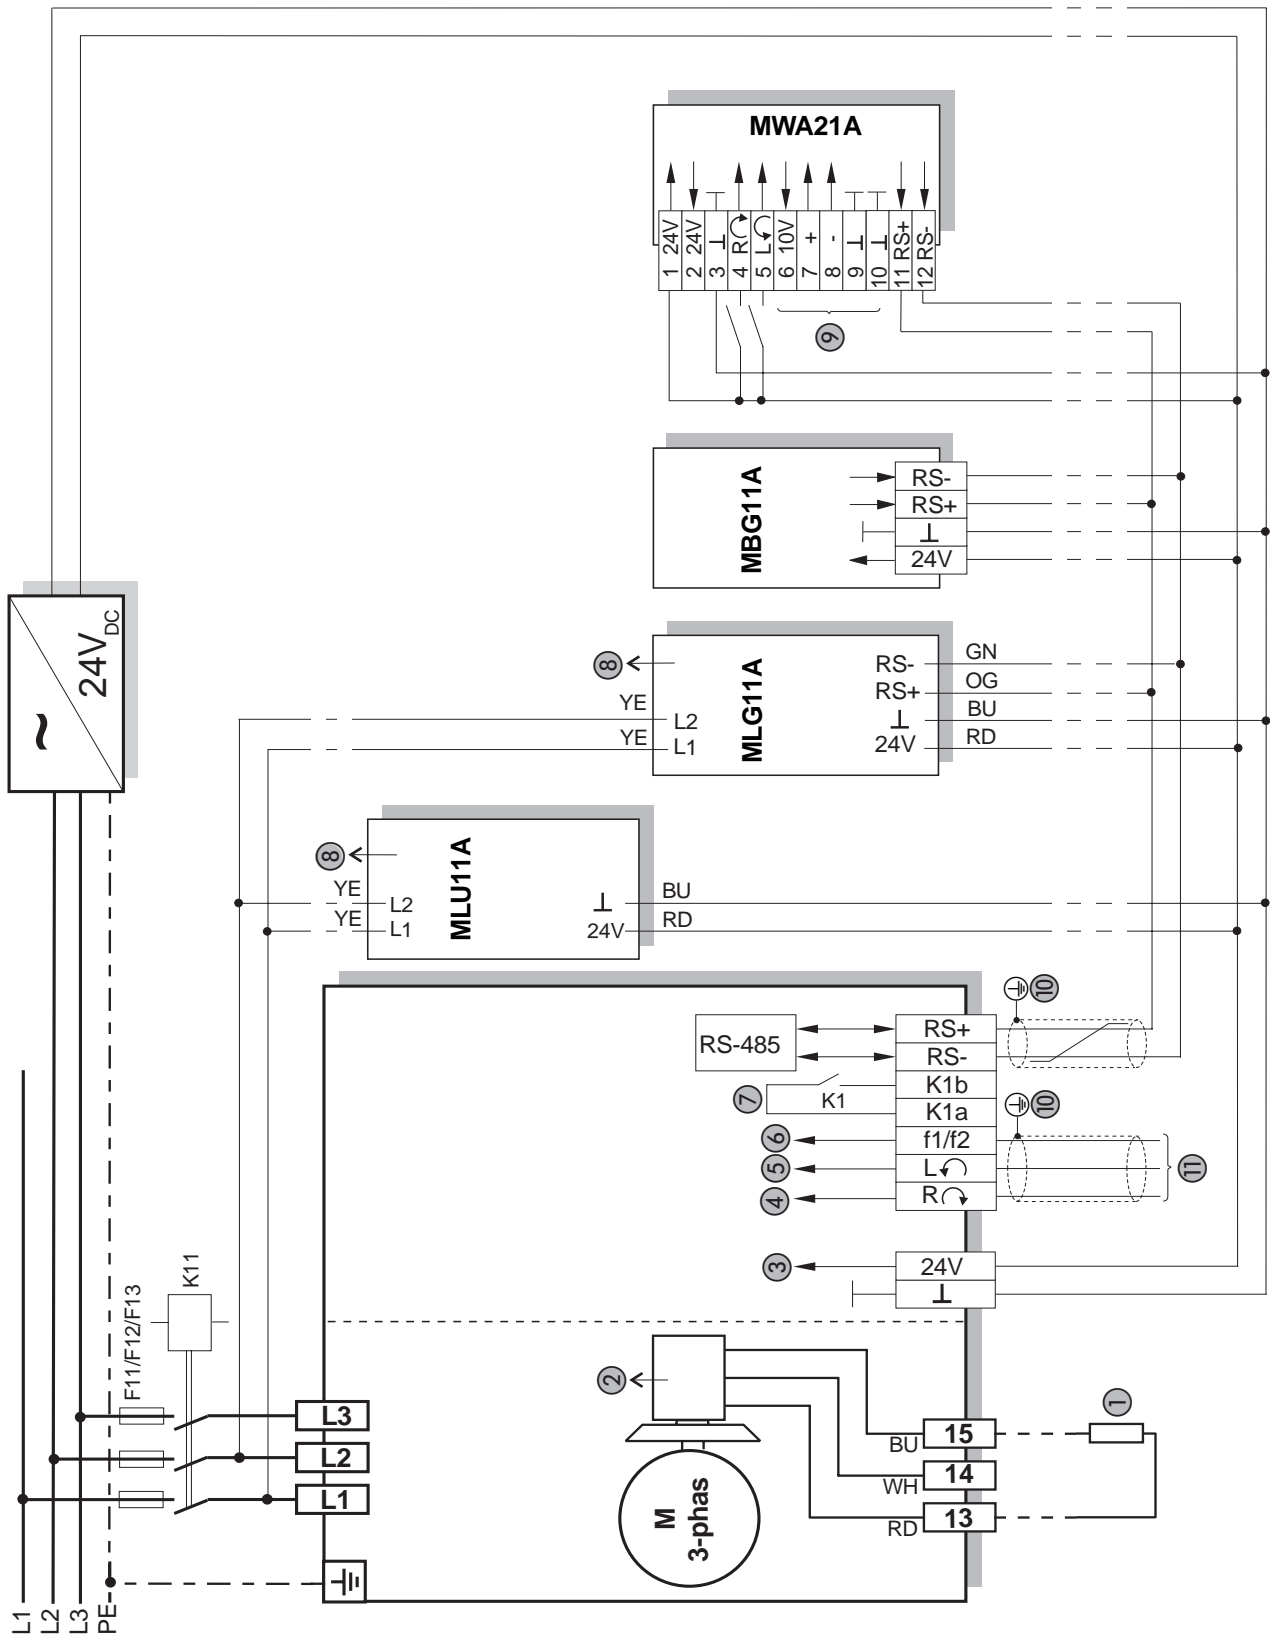 MWA21A
1 24V
2 24V
3 ⊥
4 R
5 L
6 10V
7 +
8 -
9 ⊥
10 ⊥
11 RS+
12 RS-
9
MBG11A
RS-
RS+
⊥
24V
24V DC
~
8
MLG11A
YE
L2
YE
L1
RS-
GN
RS+
OG
⊥
BU
24V
RD
8
MLU11A
YE
L2
YE
L1
⊥
BU
24V
RD
10
RS-485
RS+
RS-
7
K1
K1b
K1a
10
6
f1/f2
5
L
4
R
11
3
24V
⊥
K11
F11/F12/F13
2
1
L3
L2
L1
M
3-phas
BU
15
WH
14
RD
13
L1
L2
L3
PE